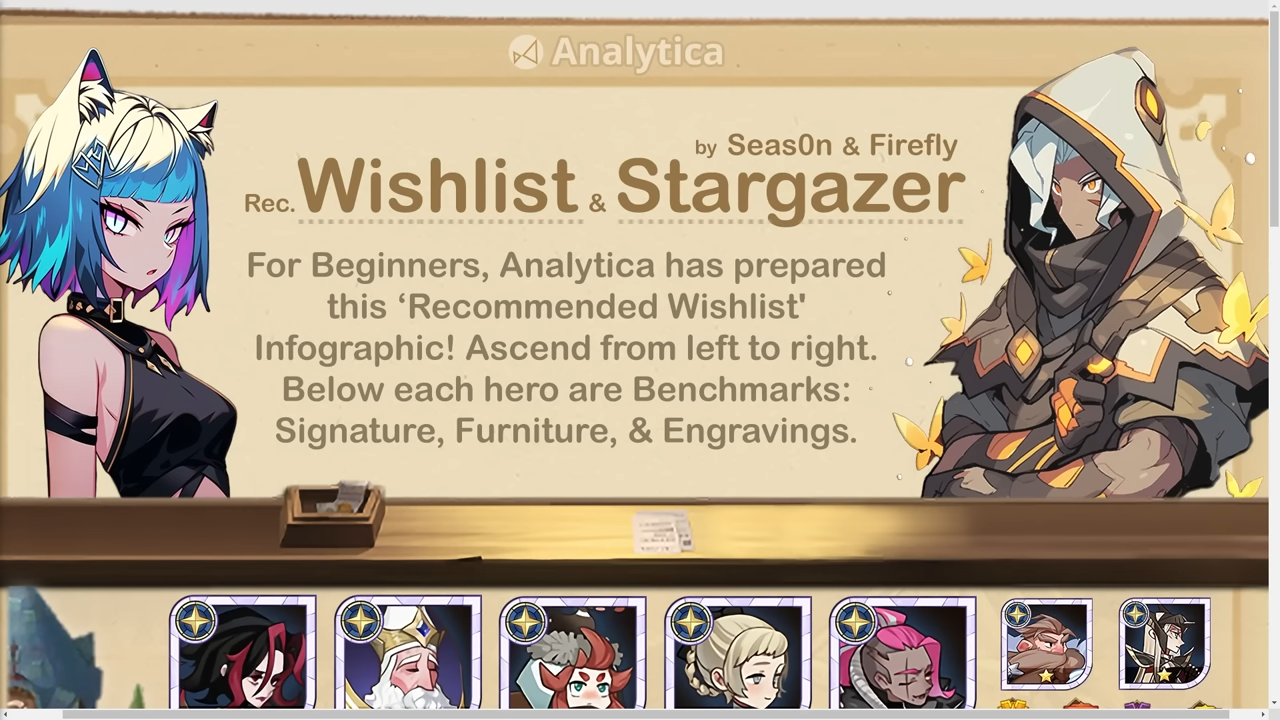 Analytica
by Seas0n & Firefly
Rec. Wishlist & Stargazer
For Beginners, Analytica has prepared
this ‘Recommended Wishlist'
Infographic! Ascend from left to right.
Below each hero are Benchmarks:
Signature, Furniture, & Engravings.